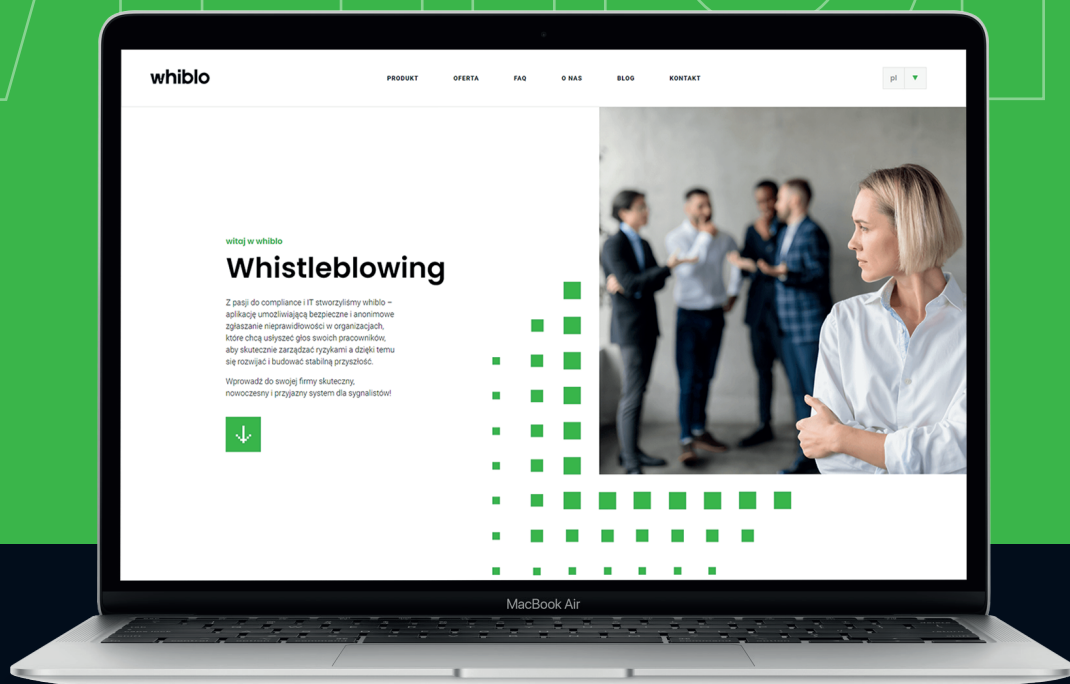 whiblo
PRODUKT OFERTA FAQ O NAS BLOG KONTAKT
pl
witaj w whiblo
Whistleblowing
Z pasji do compliance i IT stworzyliśmy whiblo –
aplikację umożliwiającą bezpieczne i anonimowe
zgłaszanie nieprawidłowości w organizacjach,
które chcą usłyszeć głos swoich pracowników,
aby skutecznie zarządzać ryzykami a dzięki temu
się rozwijać i budować stabilną przyszłość.
Wprowadź do swojej firmy skuteczny,
nowoczesny i przyjazny system dla sygnalistów!
MacBook Air